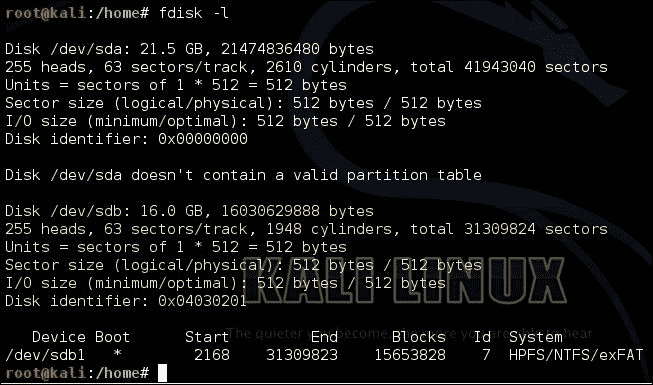 root@kali:/home# fdisk -l
Disk /dev/sda: 21.5 GB, 21474836480 bytes
255 heads, 63 sectors/track, 2610 cylinders, total 41943040 sectors
Units = sectors of 1 * 512 = 512 bytes
Sector size (logical/physical): 512 bytes / 512 bytes
I/O size (minimum/optimal): 512 bytes / 512 bytes
Disk identifier: 0x00000000
Disk /dev/sda doesn't contain a valid partition table
Disk /dev/sdb: 16.0 GB, 16030629888 bytes
255 heads, 63 sectors/track, 1948 cylinders, total 31309824 sectors
Units = sectors of 1 * 512 = 512 bytes
Sector size (logical/physical): 512 bytes / 512 bytes
I/O size (minimum/optimal): 512 bytes / 512 bytes
Disk identifier: 0x04030201
KALI LINUX
The quieter you become, the more you are able to hear
Device Boot Start End Blocks Id System
/dev/sdb1 * 2168 31309823 15653828 7 HPFS/NTFS/exFAT
root@kali:/home#